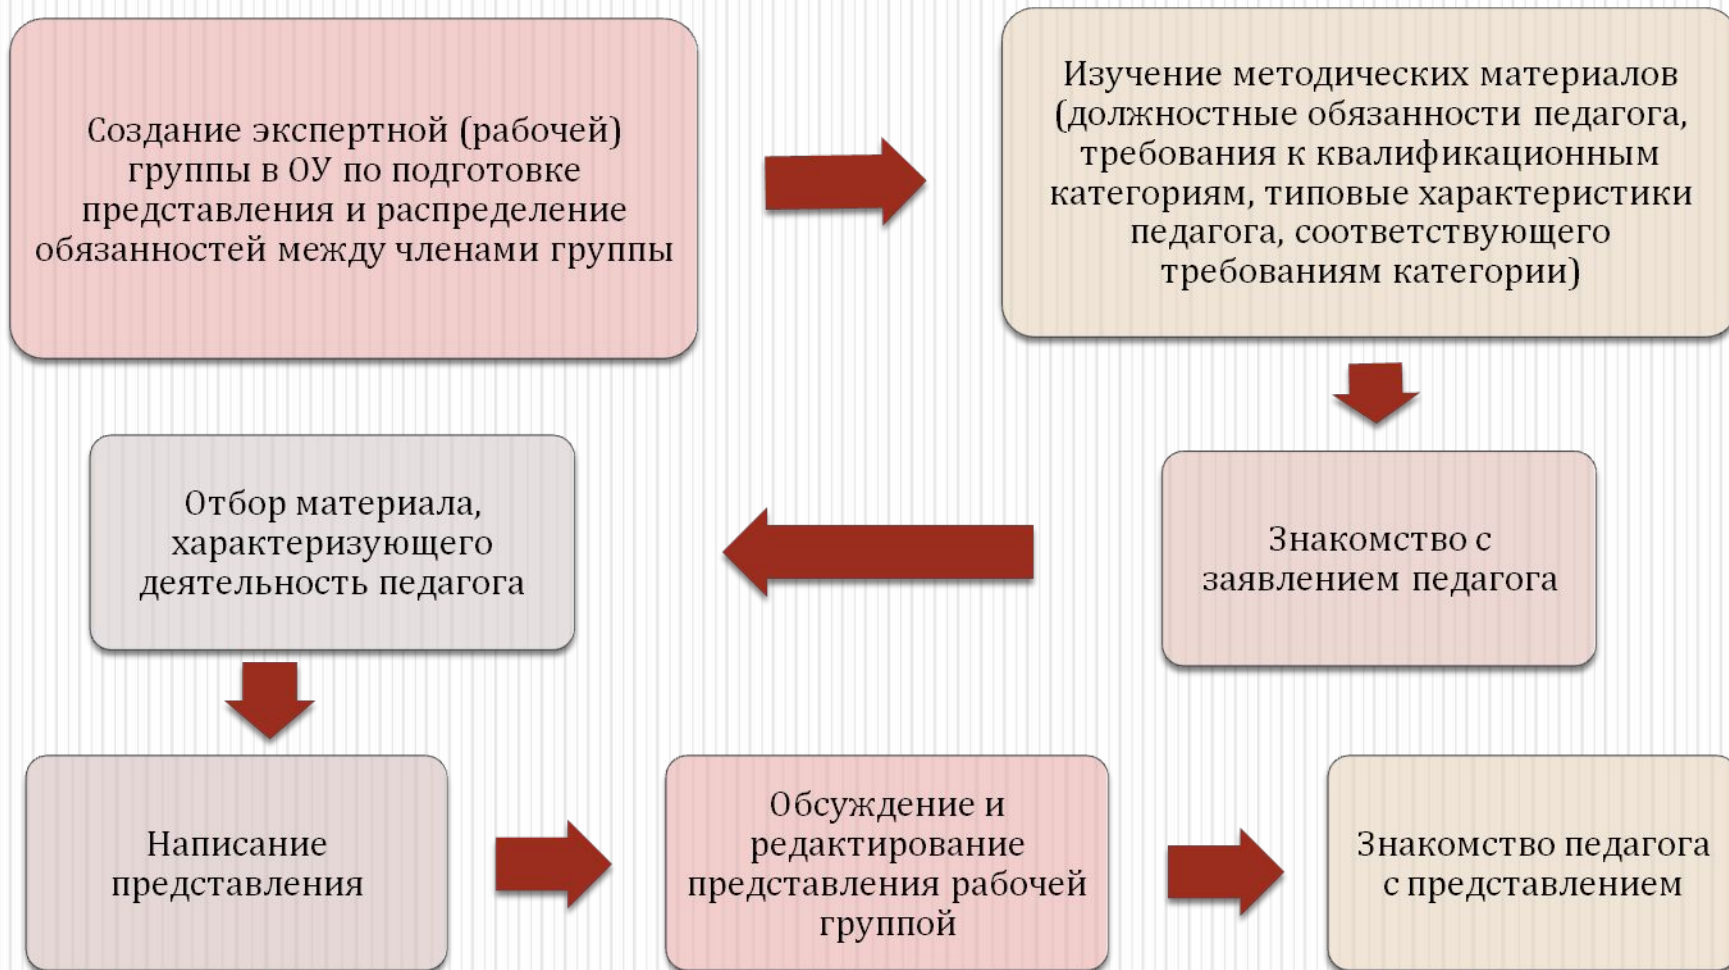 Создание экспертной (рабочей)
группы в ОУ по подготовке
представления и распределение
обязанностей между членами группы
Изучение методических материалов
(должностные обязанности педагога,
требования к квалификационным
категориям, типовые характеристики
педагога, соответствующего
требованиям категории)
Знакомство с
заявлением педагога
Отбор материала,
характеризующего
деятельность педагога
Написание
представления
Обсуждение и
редактирование
представления рабочей
группой
Знакомство педагога
с представлением